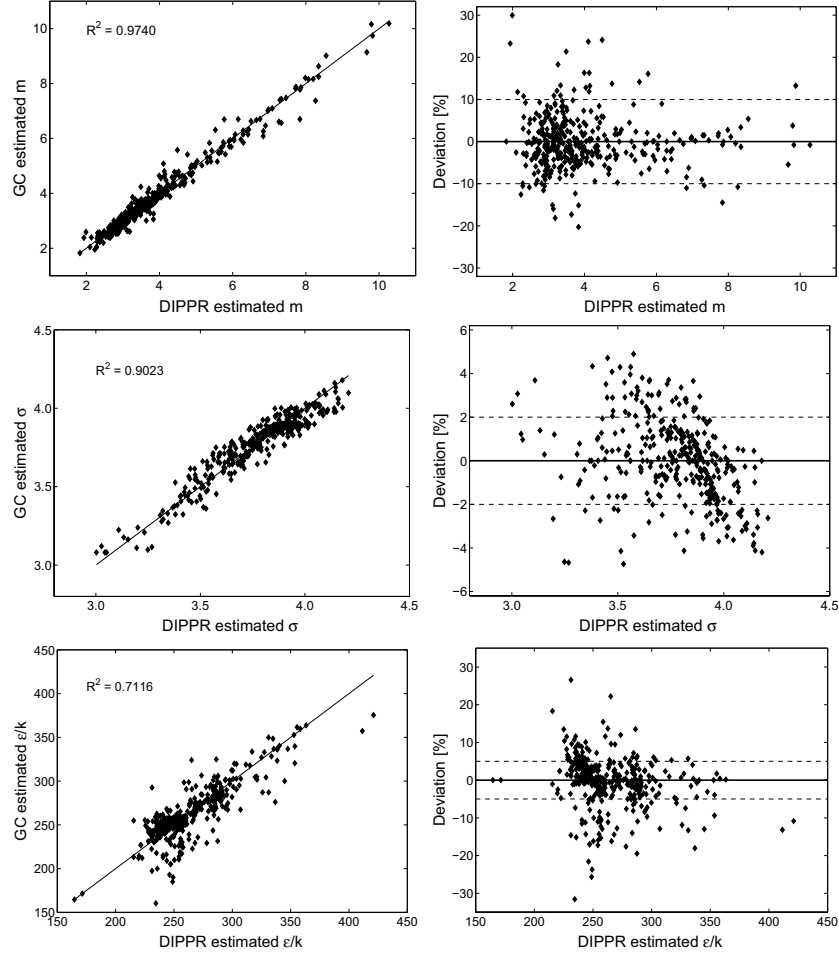 R² = 0.9740
GC estimated m
10
8
6
4
2
2 4 6 8 10
DIPPR estimated m
Deviation [%]
30
20
10
0
−10
−20
−30
2 4 6 8 10
DIPPR estimated m
R² = 0.9023
GC estimated σ
4.5
4.0
3.5
3.0
3.0 3.5 4.0 4.5
DIPPR estimated σ
Deviation [%]
6
4
2
0
−2
−4
−6
3.0 3.5 4.0 4.5
DIPPR estimated σ
R² = 0.7116
GC estimated ε/k
450
400
350
300
250
200
150
150 200 250 300 350 400 450
DIPPR estimated ε/k
Deviation [%]
30
20
10
0
−10
−20
−30
150 200 250 300 350 400 450
DIPPR estimated ε/k